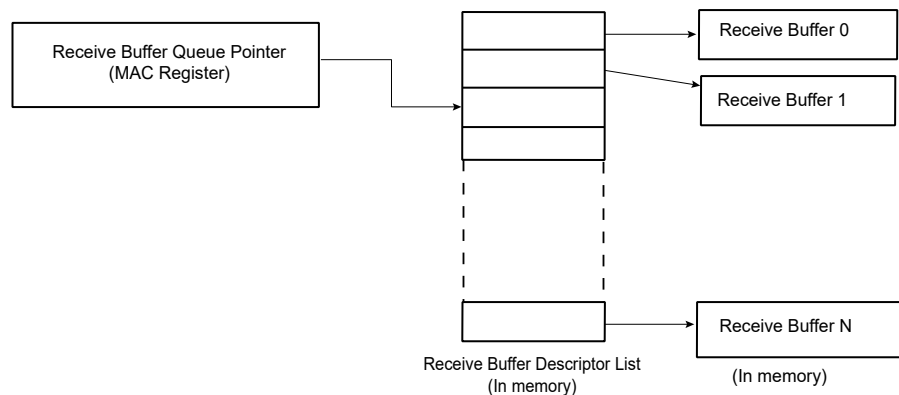 Receive Buffer Queue Pointer
(MAC Register)
Receive Buffer 0
Receive Buffer 1
Receive Buffer N
Receive Buffer Descriptor List
(In memory)
(In memory)